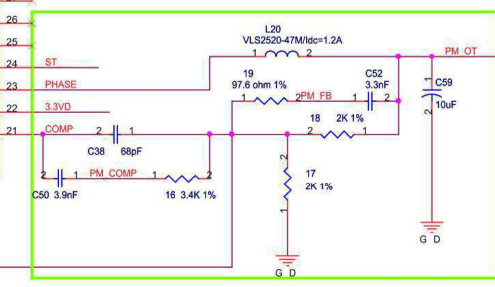 L20
VLS2520-47M/Idc=1.2A
26
25
1 2
PM_OT
24 ST
19
97.6 ohm 1%
C52
3.3nF
23 PHASE
2 PM_FB 1 2
1
C59
10uF
2
22 3.3VD
18 2K 1%
21 COMP 2 1
2 1
C38 68pF
2
17
2K 1%
1
2 1 PM_COMP 1 2
C50 3.9nF
16 3.4K 1%
G D
G D